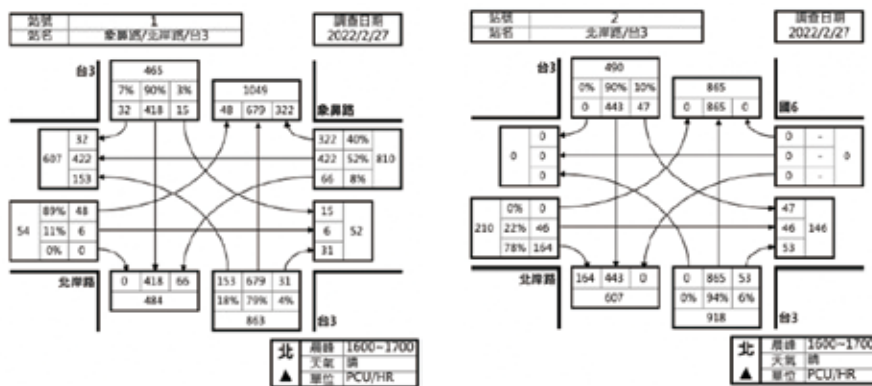 站號 1
站名 象鼻路/北岸路/台3
調查日期
2022/2/27
台3
465
7% 90% 3%
32 418 15
1049
48 679 322
象鼻路
607
32
422
153
322 40%
422 52%
66 8%
810
54
89% 48
11% 6
0% 0
15
6
31
52
北岸路
0 418 66
484
153 679 31
18% 79% 4%
863
台3
北
▲
晨峰 1600~1700
天氣 晴
單位 PCU/HR
站號 2
站名 北岸路/台3
調查日期
2022/2/27
台3
490
0% 90% 10%
0 443 47
865
0 865 0
國6
0
0
0
0
0 -
0 -
0 -
0
210
0% 0
22% 46
78% 164
47
46
53
146
北岸路
164 443 0
607
0 865 53
0% 94% 6%
918
台3
北
▲
晨峰 1600~1700
天氣 晴
單位 PCU/HR